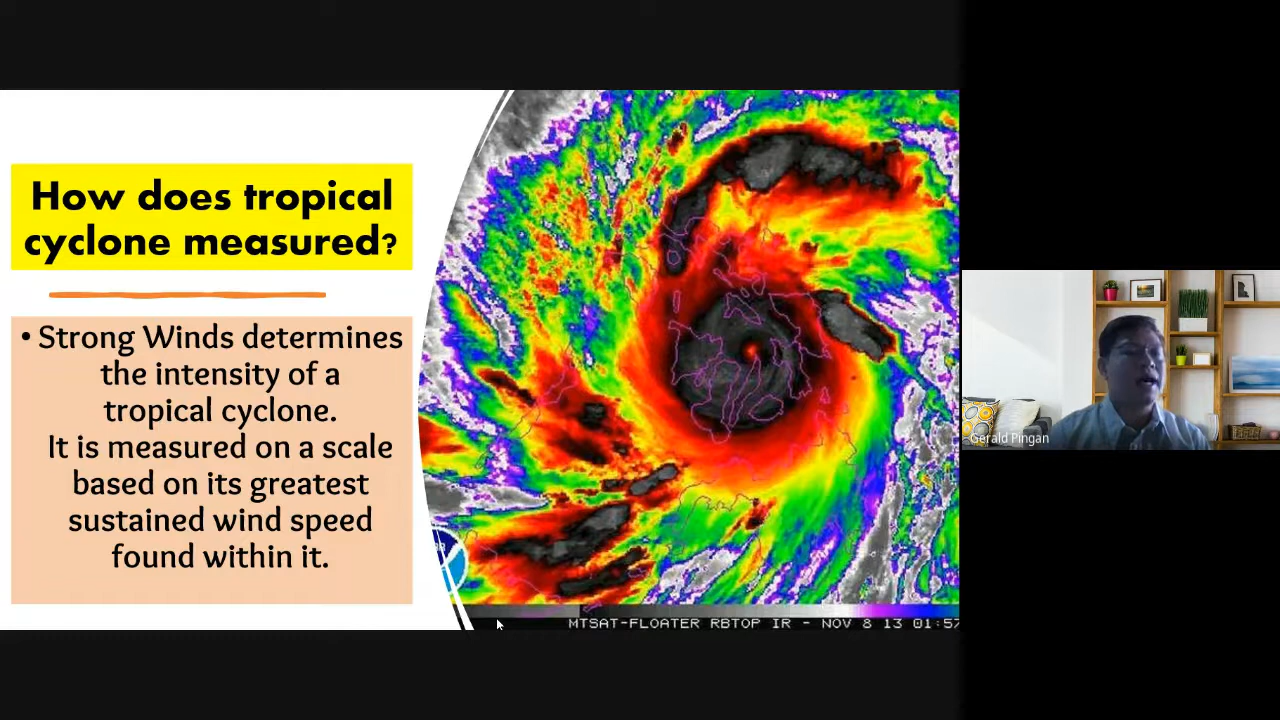 How does tropical
cyclone measured?
• Strong Winds determines
the intensity of a
tropical cyclone.
It is measured on a scale
based on its greatest
sustained wind speed
found within it.
MTSAT-FLOATER RBTOP IR - NOV 8 13 01:57
Gerald Pingan